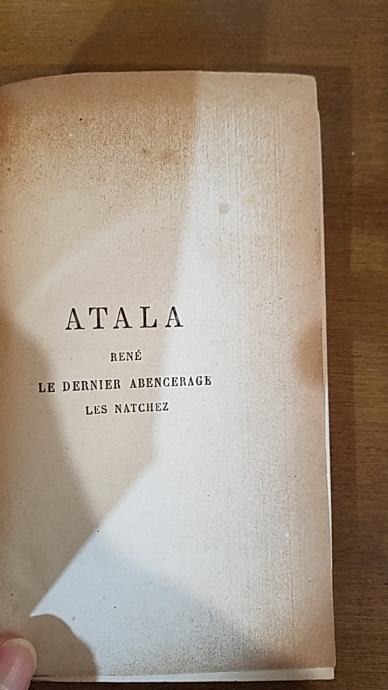 ATALA
RENÉ
LE DERNIER ABENCERAGE
LES NATCHEZ